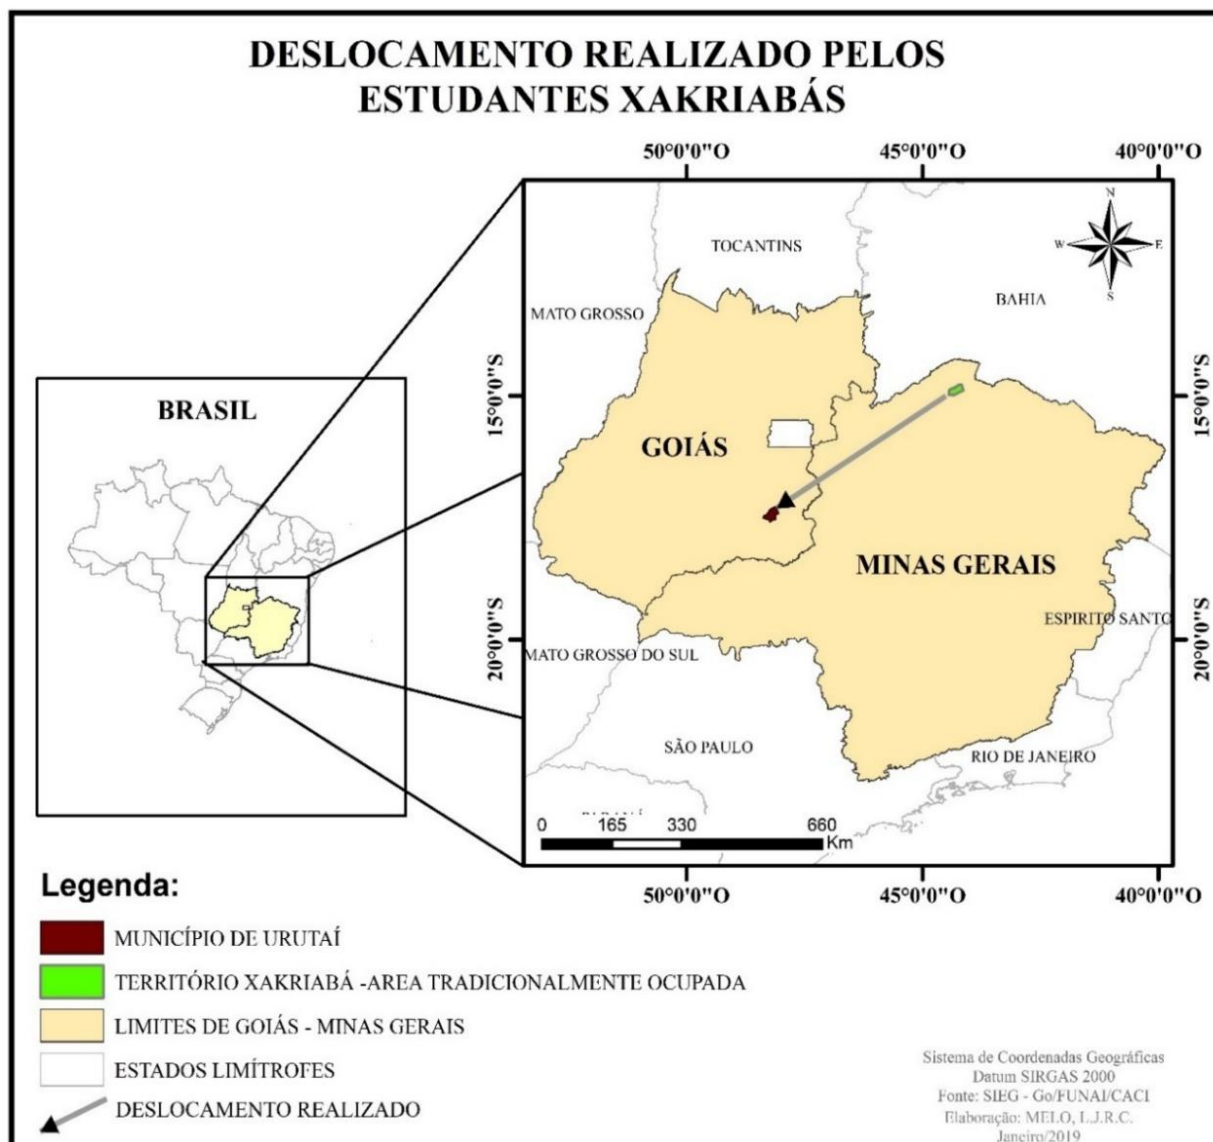 DESLOCAMENTO REALIZADO PELOS
ESTUDANTES XAKRIABÁS
50°0'0"O 45°0'0"O 40°0'0"O
N
W E
S
TOCANTINS
BAHIA
MATO GROSSO
15°0'0"S
15°0'0"S
BRASIL
GOIÁS
MINAS GERAIS
ESPIRITO SANTO
20°0'0"S
20°0'0"S
MATO GROSSO DO SUL
SÃO PAULO
RIO DE JANEIRO
0 165 330 660
Km
50°0'0"O 45°0'0"O 40°0'0"O
Legenda:
MUNICÍPIO DE URUTAÍ
TERRITÓRIO XAKRIABÁ -AREA TRADICIONALMENTE OCUPADA
LIMITES DE GOIÁS - MINAS GERAIS
ESTADOS LIMÍTROFES
DESLOCAMENTO REALIZADO
Sistema de Coordenadas Geográficas
Datum SIRGAS 2000
Fonte: SIEG - Go/FUNAI/CACI
Elaboração: MELO, L.J.R.C.
Janeiro/2019